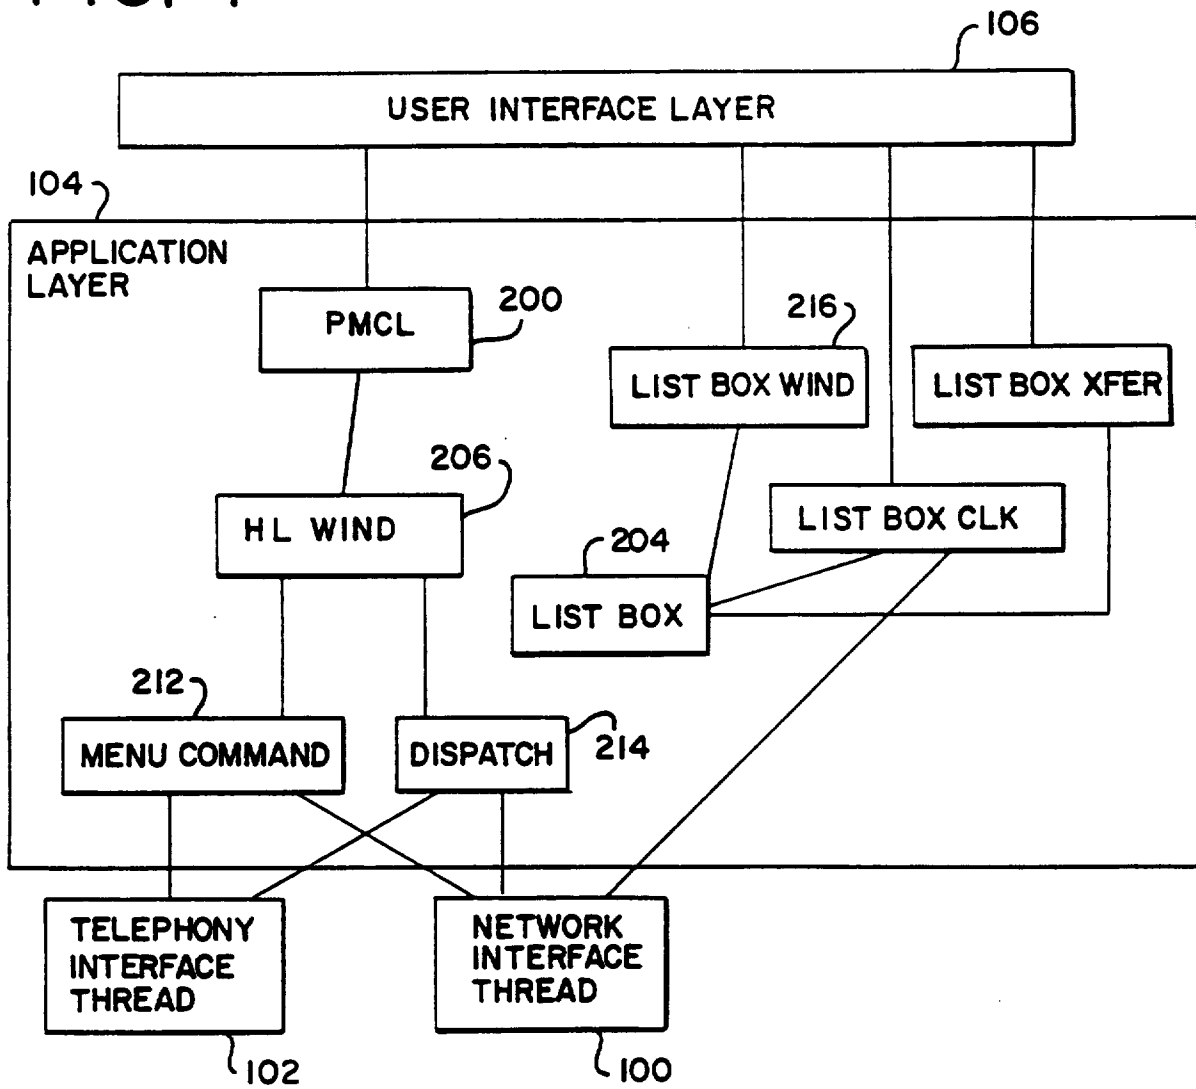 106
USER INTERFACE LAYER
104
APPLICATION
LAYER
PMCL
200
216
LIST BOX WIND
LIST BOX XFER
206
HL WIND
LIST BOX CLK
204
LIST BOX
212
MENU COMMAND
DISPATCH
214
TELEPHONY
INTERFACE
THREAD
NETWORK
INTERFACE
THREAD
102
100